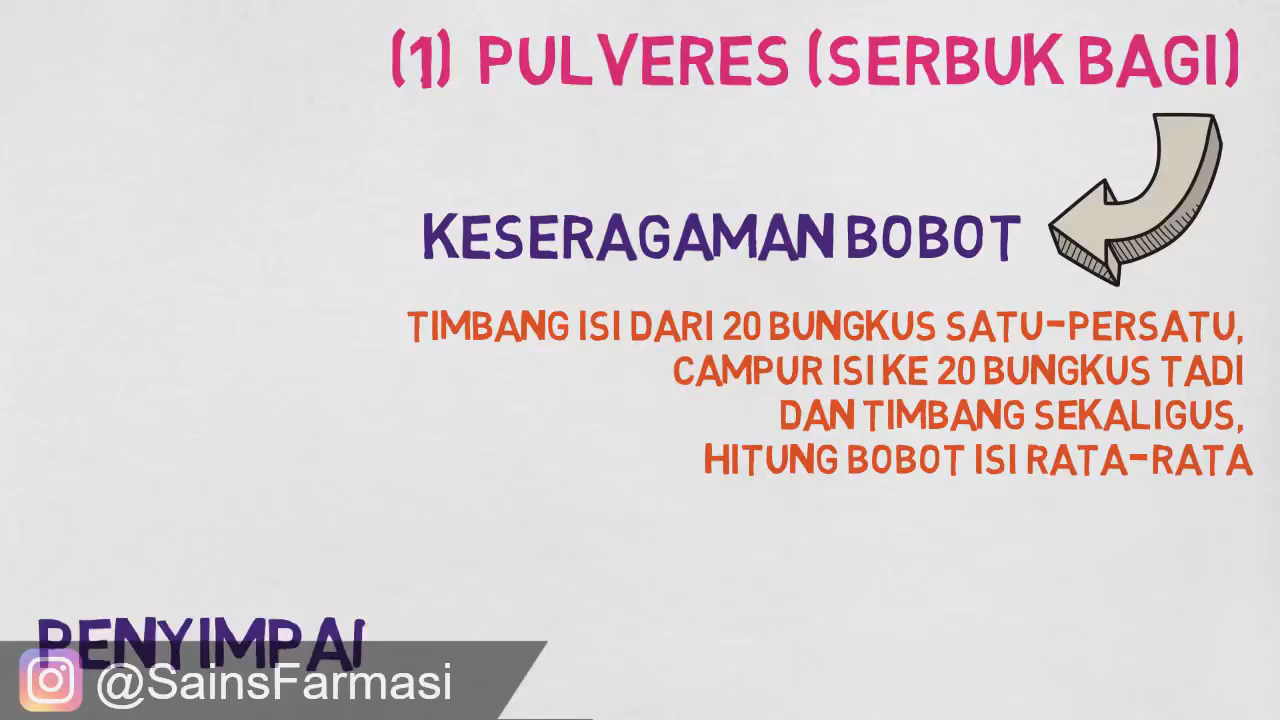 (1) PULVERES (SERBUK BAGI)
KESERAGAMAN BOBOT
TIMBANG ISI DARI 20 BUNGKUS SATU-PERSATU,
CAMPUR ISI KE 20 BUNGKUS TADI
DAN TIMBANG SEKALIGUS,
HITUNG BOBOT ISI RATA-RATA
@SainsFarmasi